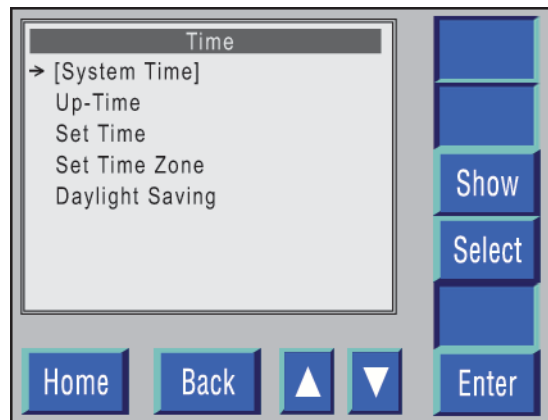 Time
→ [System Time]
Up-Time
Set Time
Set Time Zone
Daylight Saving
Show
Select
Home
Back
Enter